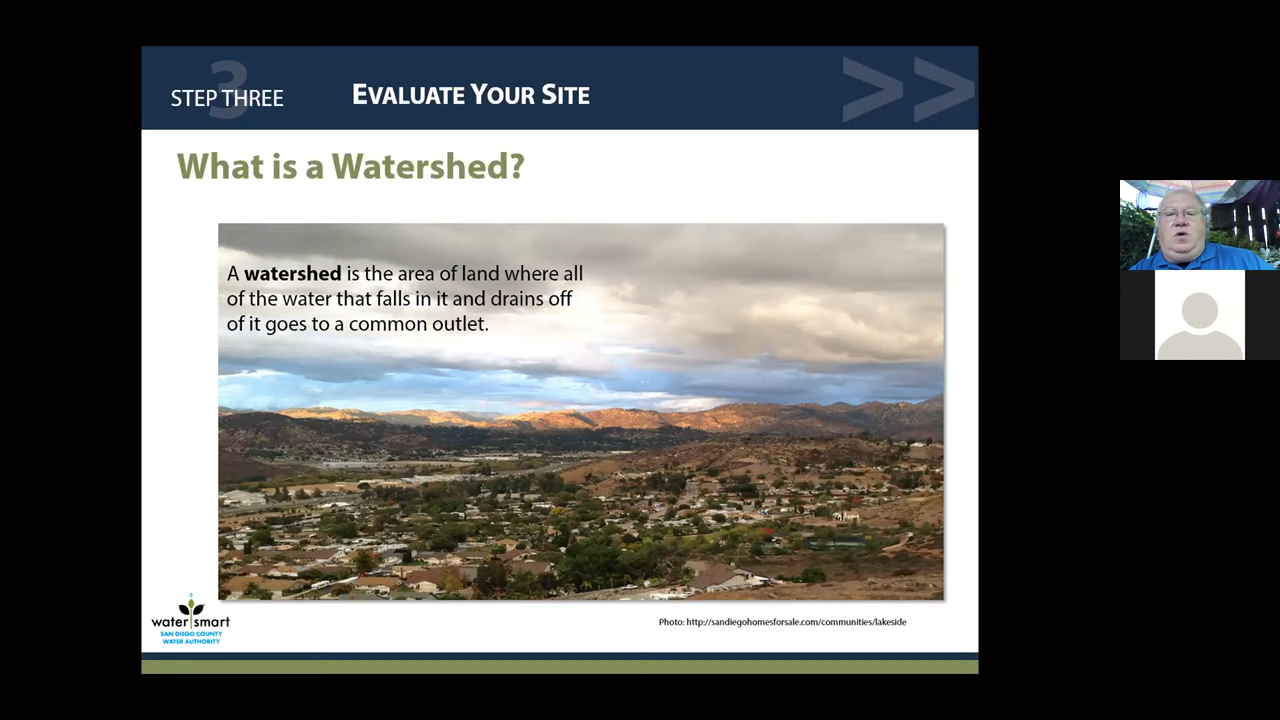 3
STEP THREE
EVALUATE YOUR SITE
>>
What is a Watershed?
A watershed is the area of land where all
of the water that falls in it and drains off
of it goes to a common outlet.
water smart
SAN DIEGO COUNTY
WATER AUTHORITY
Photo: http://sandiegohomesforsale.com/communities/lakeside